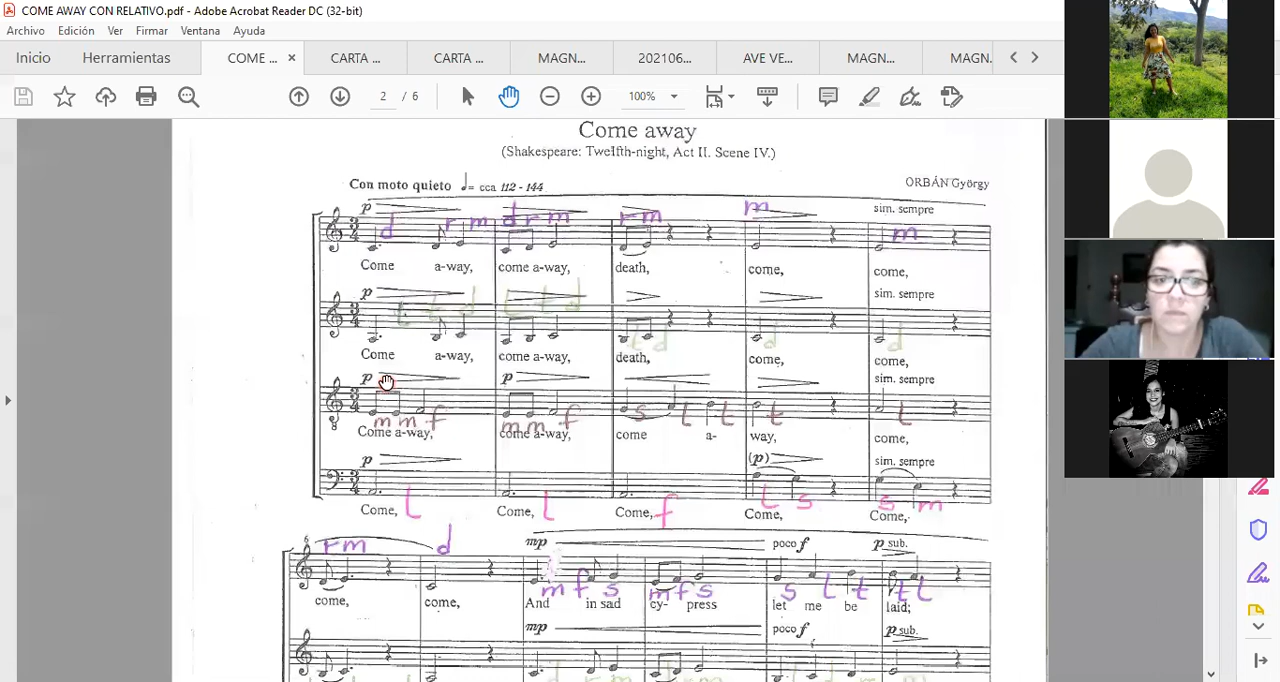 COME AWAY CON RELATIVO.pdf - Adobe Acrobat Reader DC (32-bit)
Archivo Edición Ver Firmar Ventana Ayuda
Inicio Herramientas COME ... × CARTA ... CARTA ... MAGN... 202106... AVE VE... MAGN... MAGN.
2 / 6 100%
Come away
(Shakespeare: Twelfth-night, Act II. Scene IV.)
Con moto quieto = cca 112 - 144 ORBÁN György
p sim. sempre
d r m d r m r m m m
Come a-way, come a-way, death, come, come,
p sim. sempre
t t d t t d t d d d
Come a-way, come a-way, death, come, come,
p p sim. sempre
m m f m m f s l t t l
Come a-way, come a-way, come a- way, come,
p (p) sim. sempre
l l f l s s m
Come, Come, Come, Come, Come,
6 mp poco f p sub.
r m d m f s m f s s l t t l
come, come, And in sad cy- press let me be laid;
mp poco f p sub.